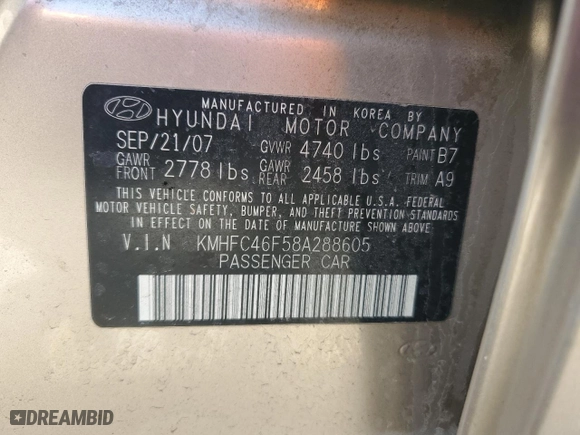 MANUFACTURED IN KOREA BY
HYUNDAI MOTOR COMPANY
SEP/21/07 GVWR 4740 lbs PAINT B7
GAWR FRONT 2778 lbs GAWR REAR 2458 lbs TRIM A9
THIS VEHICLE CONFORMS TO ALL APPLICABLE U.S.A FEDERAL
MOTOR VEHICLE SAFETY, BUMPER, AND THEFT PREVENTION STANDARDS
IN EFFECT ON THE DATE OF MANUFACTURE SHOWN ABOVE.
V.I.N KMHFC46F58A288605
PASSENGER CAR
DREAMBID